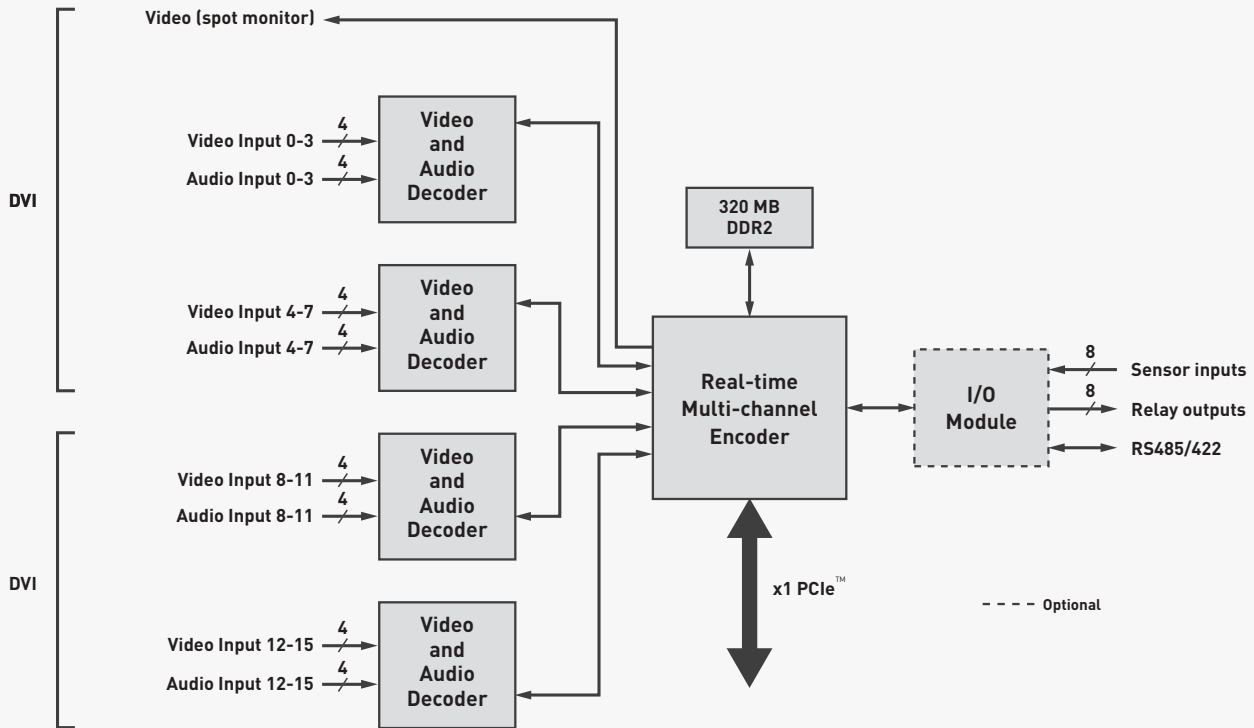 Video (spot monitor)
DVI
4
Video Input 0-3
4
Audio Input 0-3
Video
and
Audio
Decoder
4
Video Input 4-7
4
Audio Input 4-7
Video
and
Audio
Decoder
DVI
4
Video Input 8-11
4
Audio Input 8-11
Video
and
Audio
Decoder
4
Video Input 12-15
4
Audio Input 12-15
Video
and
Audio
Decoder
320 MB
DDR2
Real-time
Multi-channel
Encoder
x1 PCIe™
I/O
Module
8
Sensor inputs
8
Relay outputs
RS485/422
Optional